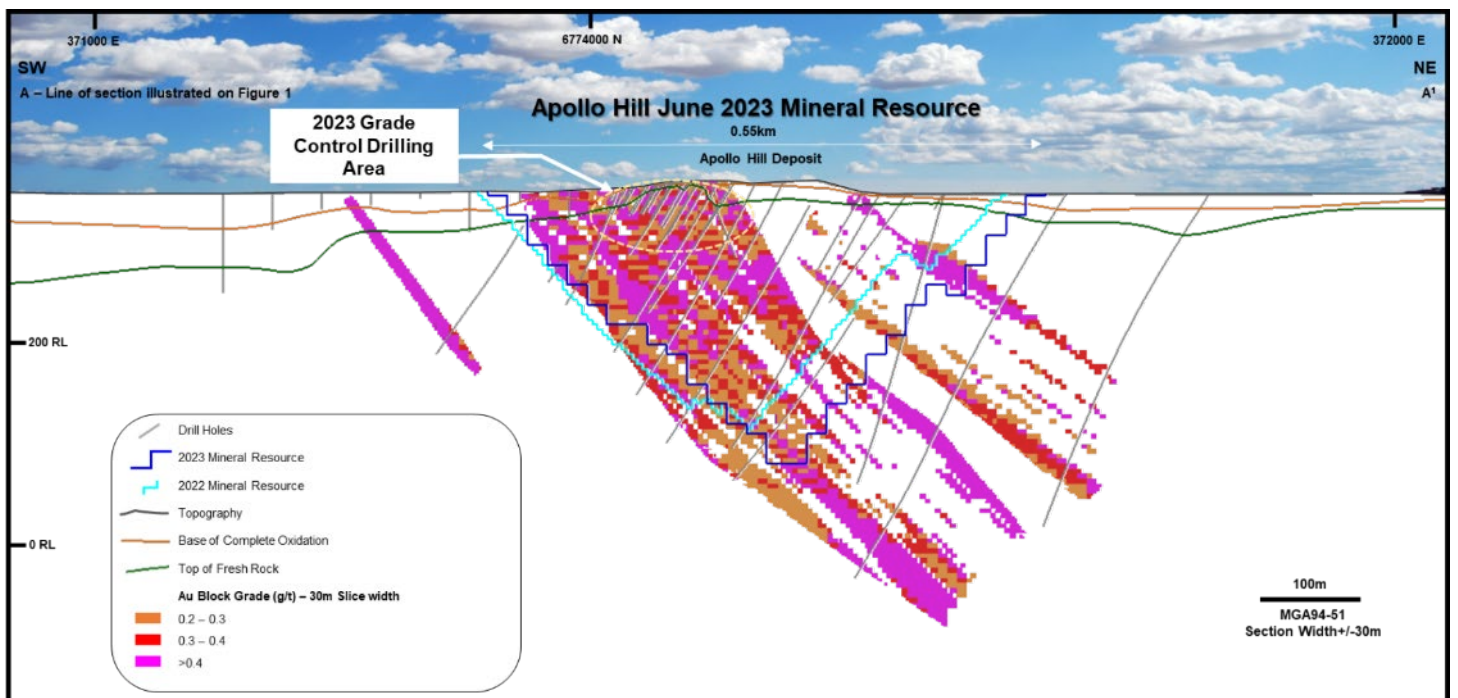 371000 E
6774000 N
372000 E
SW
NE
A – Line of section illustrated on Figure 1
A¹
Apollo Hill June 2023 Mineral Resource
2023 Grade
Control Drilling
Area
0.55km
Apollo Hill Deposit
200 RL
0 RL
Drill Holes
2023 Mineral Resource
2022 Mineral Resource
Topography
Base of Complete Oxidation
Top of Fresh Rock
Au Block Grade (g/t) – 30m Slice width
0.2 – 0.3
0.3 – 0.4
>0.4
100m
MGA94-51
Section Width+/-30m